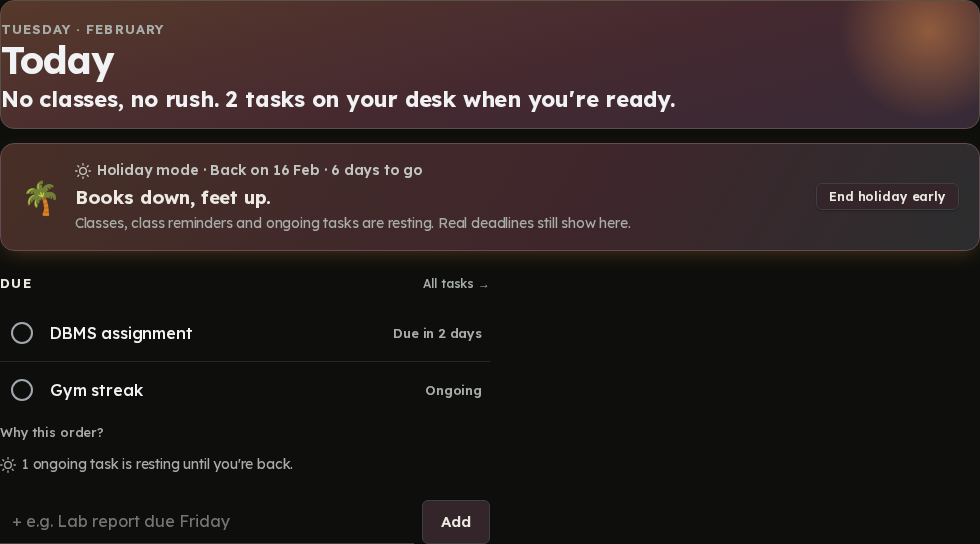 TUESDAY · FEBRUARY
Today
No classes, no rush. 2 tasks on your desk when you're ready.
Holiday mode · Back on 16 Feb · 6 days to go
Books down, feet up.
Classes, class reminders and ongoing tasks are resting. Real deadlines still show here.
End holiday early
DUE
All tasks →
DBMS assignment
Due in 2 days
Gym streak
Ongoing
Why this order?
1 ongoing task is resting until you're back.
+ e.g. Lab report due Friday
Add